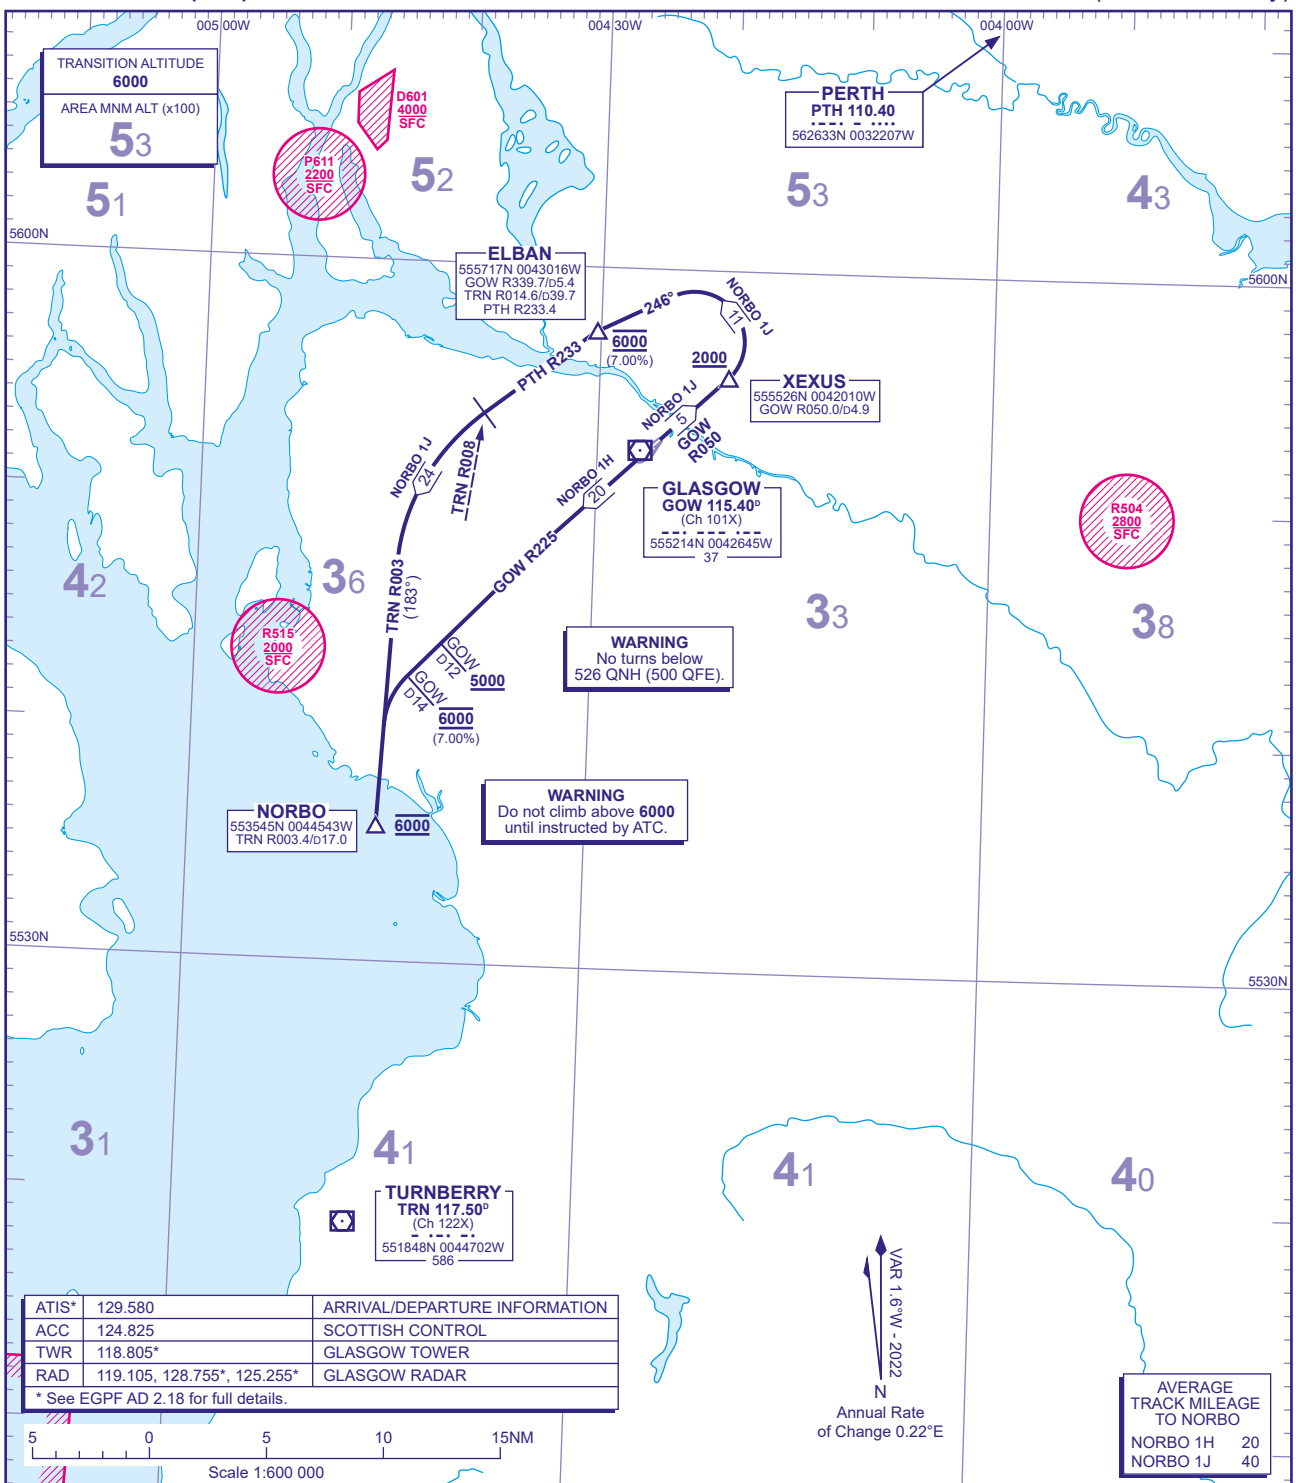 005 00W
004 30W
004 00W
TRANSITION ALTITUDE
6000
AREA MNM ALT (x100)
53
D601
4000
SFC
P611
2200
SFC
PERTH
PTH 110.40
562633N 0032207W
51
52
53
43
5600N
5600N
ELBAN
555717N 0043016W
GOW R339.7/D5.4
TRN R014.6/D39.7
PTH R233.4
246°
NORBO 1J
11
6000
(7.00%)
2000
PTH R233
XEXUS
555526N 0042010W
GOW R050.0/D4.9
NORBO 1J
5
GOW
R050
NORBO 1J
24
TRN R008
NORBO 1H
20
GLASGOW
GOW 115.40D
(Ch 101X)
555214N 0042645W
37
R504
2800
SFC
GOW R225
42
36
TRN R003
(183°)
33
38
R515
2000
SFC
WARNING
No turns below
526 QNH (500 QFE).
GOW
D12
5000
GOW
D14
6000
(7.00%)
WARNING
Do not climb above 6000
until instructed by ATC.
NORBO
553545N 0044543W
TRN R003.4/D17.0
6000
5530N
5530N
31
41
41
40
TURNBERRY
TRN 117.50D
(Ch 122X)
551848N 0044702W
586
VAR 1.6°W - 2022
N
Annual Rate
of Change 0.22°E
ATIS* 129.580 ARRIVAL/DEPARTURE INFORMATION
ACC 124.825 SCOTTISH CONTROL
TWR 118.805* GLASGOW TOWER
RAD 119.105, 128.755*, 125.255* GLASGOW RADAR
* See EGPF AD 2.18 for full details.
5 0 5 10 15NM
Scale 1:600 000
AVERAGE
TRACK MILEAGE
TO NORBO
NORBO 1H 20
NORBO 1J 40